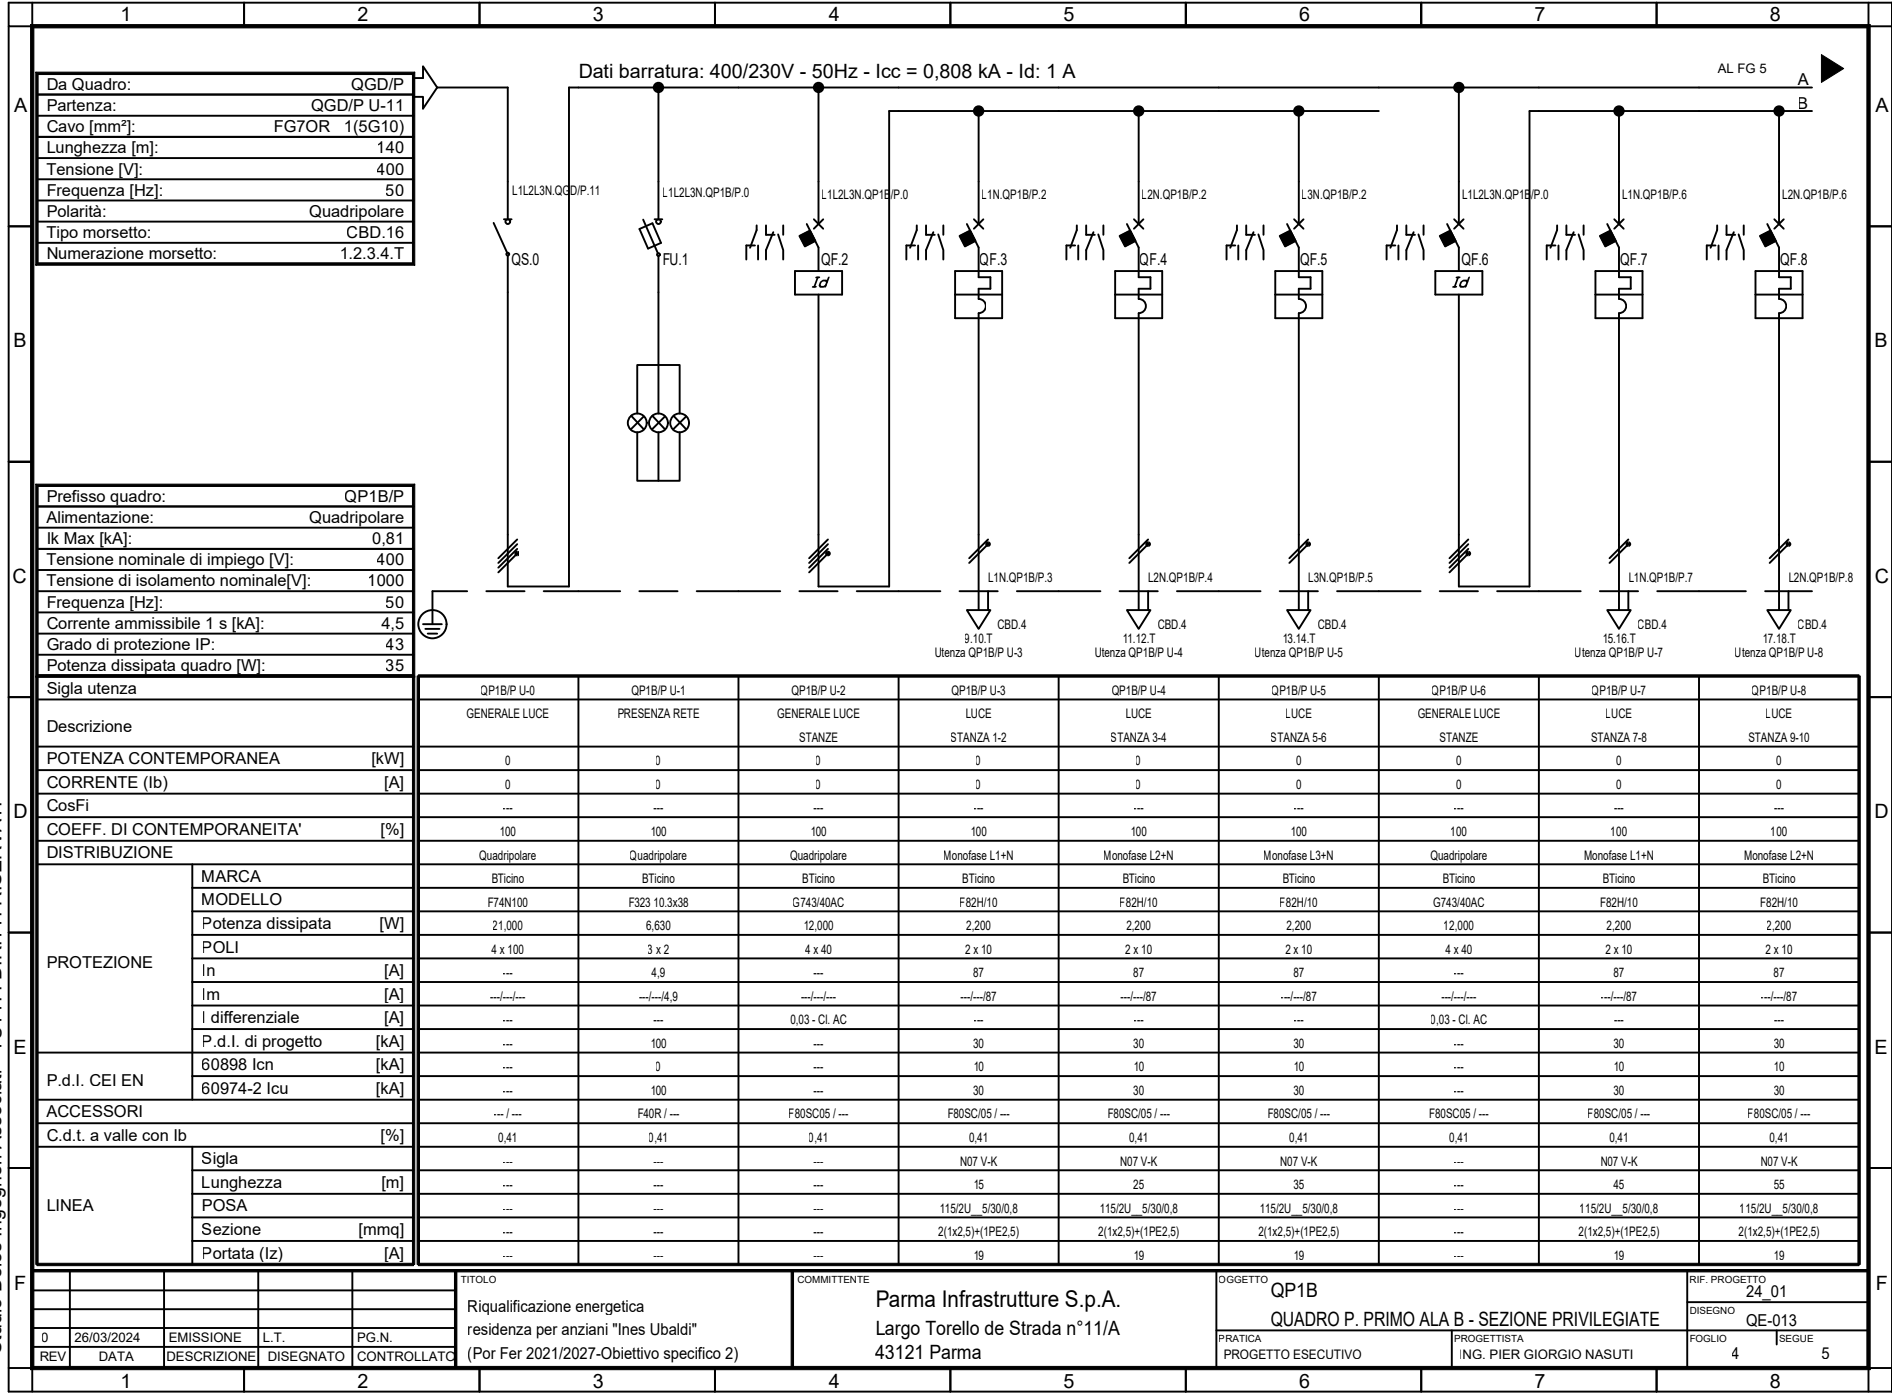 1 2 3 4 5 6 7 8
Dati barratura: 400/230V - 50Hz - Icc = 0,808 kA - Id: 1 A
AL FG 5
A
B
Da Quadro: QGD/P
Partenza: QGD/P U-11
Cavo [mm²]: FG7OR 1(5G10)
Lunghezza [m]: 140
Tensione [V]: 400
Frequenza [Hz]: 50
Polarità: Quadripolare
Tipo morsetto: CBD.16
Numerazione morsetto: 1.2.3.4.T
A A
B B
C C
D D
E E
F F
L1L2L3N.QGD/P.11 L1L2L3N.QP1B/P.0 L1L2L3N.QP1B/P.0 L1N.QP1B/P.2 L2N.QP1B/P.2 L3N.QP1B/P.2 L1L2L3N.QP1B/P.0 L1N.QP1B/P.6 L2N.QP1B/P.6
QS.0 FU.1 QF.2 QF.3 QF.4 QF.5 QF.6 QF.7 QF.8
Id Id
Prefisso quadro: QP1B/P
Alimentazione: Quadripolare
Ik Max [kA]: 0,81
Tensione nominale di impiego [V]: 400
Tensione di isolamento nominale[V]: 1000
Frequenza [Hz]: 50
Corrente ammissibile 1 s [kA]: 4,5
Grado di protezione IP: 43
Potenza dissipata quadro [W]: 35
L1N.QP1B/P.3 L2N.QP1B/P.4 L3N.QP1B/P.5 L1N.QP1B/P.7 L2N.QP1B/P.8
CBD.4 CBD.4 CBD.4 CBD.4 CBD.4
9.10.T 11.12.T 13.14.T 15.16.T 17.18.T
Utenza QP1B/P U-3 Utenza QP1B/P U-4 Utenza QP1B/P U-5 Utenza QP1B/P U-7 Utenza QP1B/P U-8
Sigla utenza QP1B/P U-0 QP1B/P U-1 QP1B/P U-2 QP1B/P U-3 QP1B/P U-4 QP1B/P U-5 QP1B/P U-6 QP1B/P U-7 QP1B/P U-8
Descrizione GENERALE LUCE PRESENZA RETE GENERALE LUCE LUCE LUCE LUCE GENERALE LUCE LUCE LUCE
STANZE STANZA 1-2 STANZA 3-4 STANZA 5-6 STANZE STANZA 7-8 STANZA 9-10
POTENZA CONTEMPORANEA [kW] 0 0 0 0 0 0 0 0 0
CORRENTE (Ib) [A] 0 0 0 0 0 0 0 0 0
CosFi --- --- --- --- --- --- --- --- ---
COEFF. DI CONTEMPORANEITA' [%] 100 100 100 100 100 100 100 100 100
DISTRIBUZIONE Quadripolare Quadripolare Quadripolare Monofase L1+N Monofase L2+N Monofase L3+N Quadripolare Monofase L1+N Monofase L2+N
PROTEZIONE
MARCA BTicino BTicino BTicino BTicino BTicino BTicino BTicino BTicino BTicino
MODELLO F74N100 F323 10.3x38 G743/40AC F82H/10 F82H/10 F82H/10 G743/40AC F82H/10 F82H/10
Potenza dissipata [W] 21,000 6,630 12,000 2,200 2,200 2,200 12,000 2,200 2,200
POLI 4 x 100 3 x 2 4 x 40 2 x 10 2 x 10 2 x 10 4 x 40 2 x 10 2 x 10
In [A] --- 4,9 --- 87 87 87 --- 87 87
Im [A] ---/---/--- ---/---/4,9 ---/---/--- ---/---/87 ---/---/87 ---/---/87 ---/---/--- ---/---/87 ---/---/87
I differenziale [A] --- --- 0,03 - Cl. AC --- --- --- 0,03 - Cl. AC --- ---
P.d.I. di progetto [kA] --- 100 --- 30 30 30 --- 30 30
P.d.I. CEI EN
60898 Icn [kA] --- 0 --- 10 10 10 --- 10 10
60974-2 Icu [kA] --- 100 --- 30 30 30 --- 30 30
ACCESSORI --- / --- F40R / --- F80SC05 / --- F80SC/05 / --- F80SC/05 / --- F80SC/05 / --- F80SC05 / --- F80SC/05 / --- F80SC/05 / ---
C.d.t. a valle con Ib [%] 0,41 0,41 0,41 0,41 0,41 0,41 0,41 0,41 0,41
LINEA
Sigla --- --- --- N07 V-K N07 V-K N07 V-K --- N07 V-K N07 V-K
Lunghezza [m] --- --- --- 15 25 35 --- 45 55
POSA --- --- --- 115/2U__5/30/0,8 115/2U__5/30/0,8 115/2U__5/30/0,8 --- 115/2U__5/30/0,8 115/2U__5/30/0,8
Sezione [mmq] --- --- --- 2(1x2,5)+(1PE2,5) 2(1x2,5)+(1PE2,5) 2(1x2,5)+(1PE2,5) --- 2(1x2,5)+(1PE2,5) 2(1x2,5)+(1PE2,5)
Portata (Iz) [A] --- --- --- 19 19 19 --- 19 19
0 26/03/2024 EMISSIONE L.T. PG.N.
REV DATA DESCRIZIONE DISEGNATO CONTROLLATO
TITOLO
Riqualificazione energetica
residenza per anziani "Ines Ubaldi"
(Por Fer 2021/2027-Obiettivo specifico 2)
COMMITTENTE
Parma Infrastrutture S.p.A.
Largo Torello de Strada n°11/A
43121 Parma
OGGETTO QP1B
QUADRO P. PRIMO ALA B - SEZIONE PRIVILEGIATE
PRATICA
PROGETTO ESECUTIVO
PROGETTISTA
ING. PIER GIORGIO NASUTI
RIF. PROGETTO
24_01
DISEGNO
QE-013
FOGLIO
4
SEGUE
5
1 2 3 4 5 6 7 8